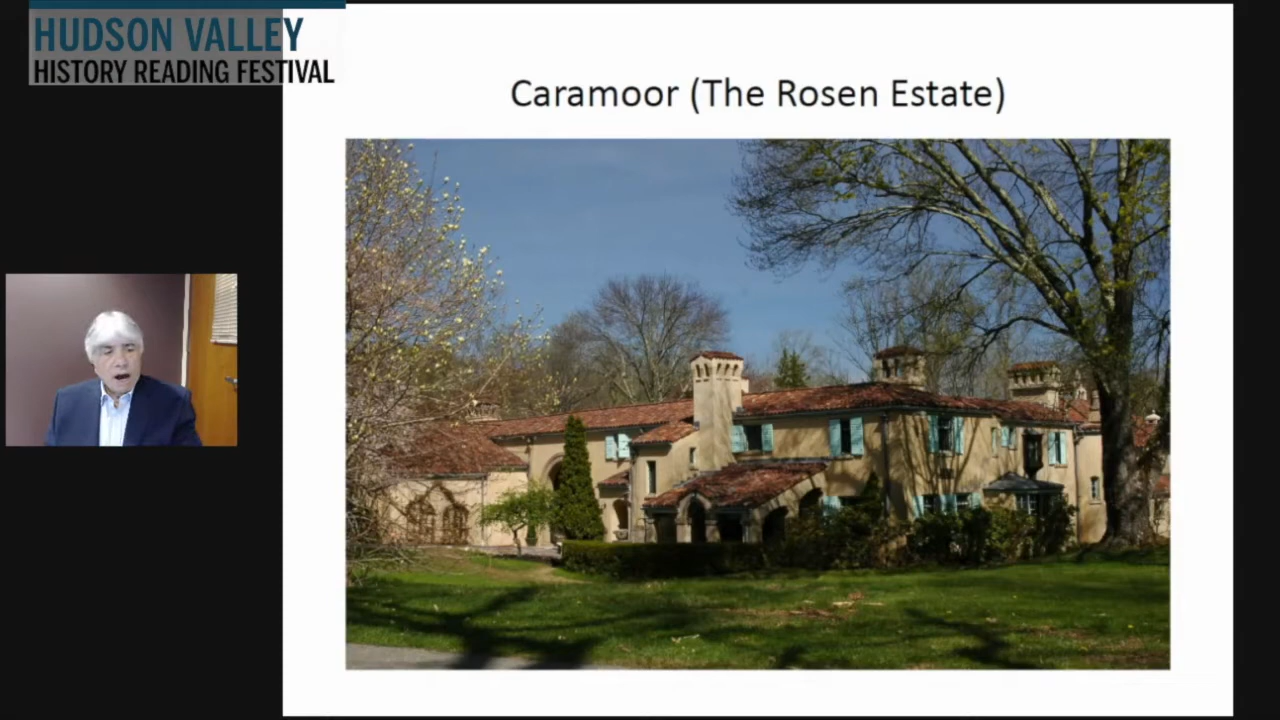 HUDSON VALLEY
HISTORY READING FESTIVAL
Caramoor (The Rosen Estate)